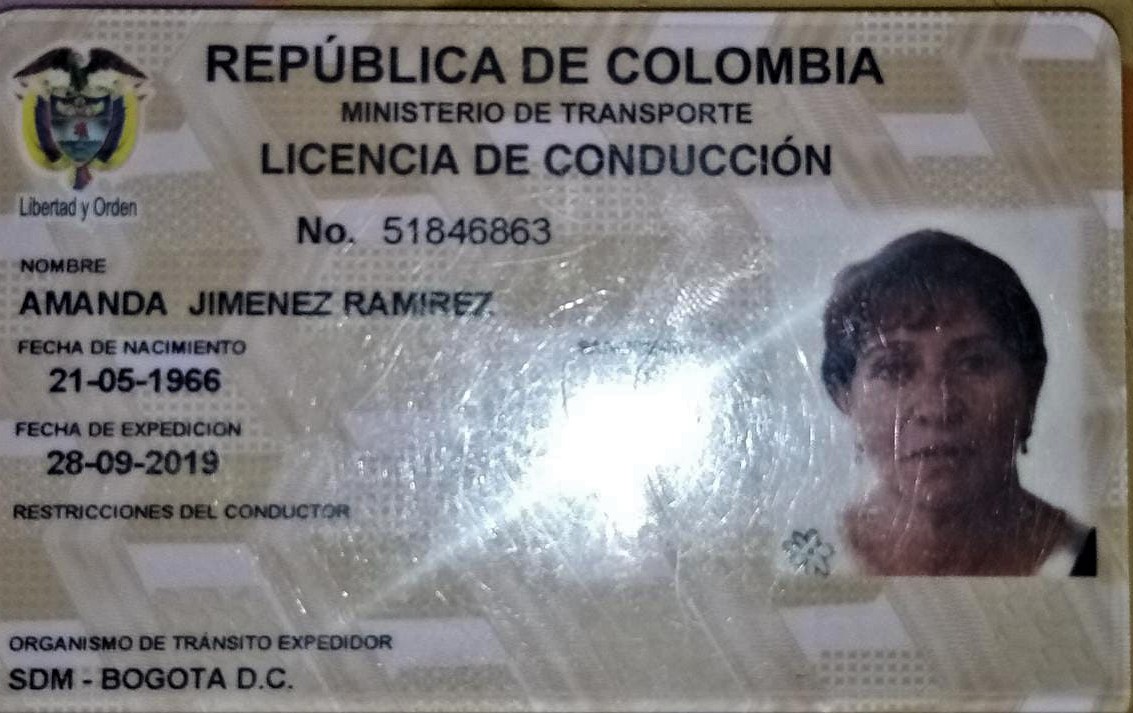 REPÚBLICA DE COLOMBIA
MINISTERIO DE TRANSPORTE
LICENCIA DE CONDUCCIÓN
Libertad y Orden
No. 51846863
NOMBRE
AMANDA JIMENEZ RAMIREZ
FECHA DE NACIMIENTO
21-05-1966
FECHA DE EXPEDICION
28-09-2019
RESTRICCIONES DEL CONDUCTOR
ORGANISMO DE TRÁNSITO EXPEDIDOR
SDM - BOGOTA D.C.